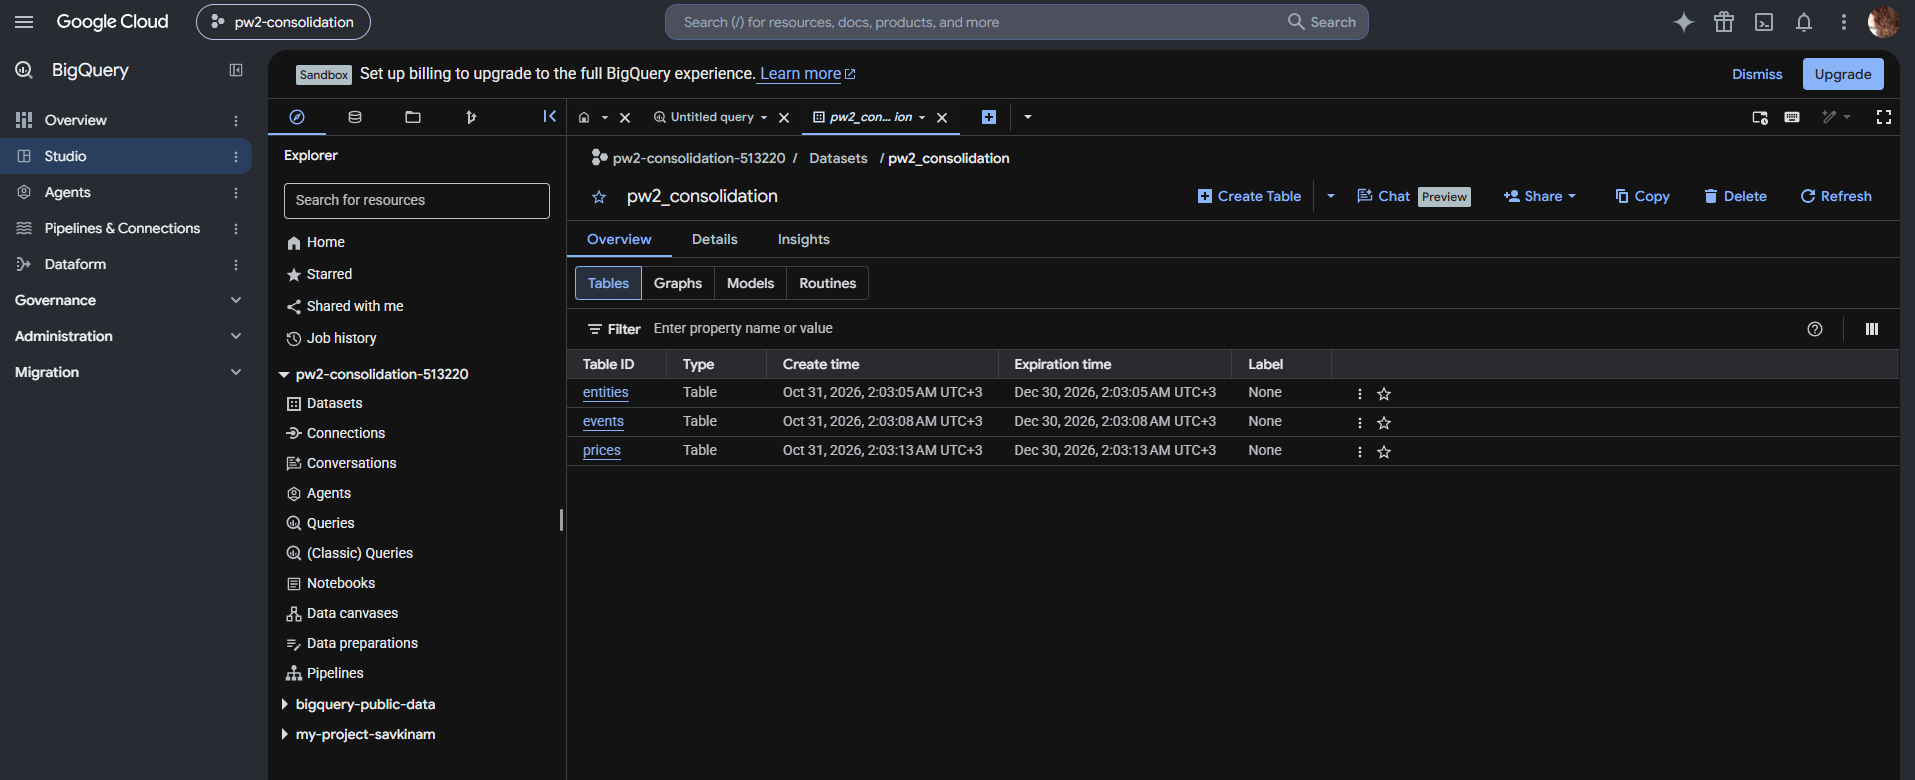 Google Cloud
pw2-consolidation
Search (/) for resources, docs, products, and more
Search
BigQuery
Overview
Studio
Agents
Pipelines & Connections
Dataform
Governance
Administration
Migration
Sandbox Set up billing to upgrade to the full BigQuery experience. Learn more
Dismiss
Upgrade
Untitled query
pw2_con... ion
Explorer
Search for resources
Home
Starred
Shared with me
Job history
pw2-consolidation-513220
Datasets
Connections
Conversations
Agents
Queries
(Classic) Queries
Notebooks
Data canvases
Data preparations
Pipelines
bigquery-public-data
my-project-savkinam
pw2-consolidation-513220 / Datasets / pw2_consolidation
pw2_consolidation
Create Table
Chat Preview
Share
Copy
Delete
Refresh
Overview Details Insights
Tables Graphs Models Routines
Filter Enter property name or value
Table ID Type Create time Expiration time Label
entities Table Oct 31, 2026, 2:03:05 AM UTC+3 Dec 30, 2026, 2:03:05 AM UTC+3 None
events Table Oct 31, 2026, 2:03:08 AM UTC+3 Dec 30, 2026, 2:03:08 AM UTC+3 None
prices Table Oct 31, 2026, 2:03:13 AM UTC+3 Dec 30, 2026, 2:03:13 AM UTC+3 None